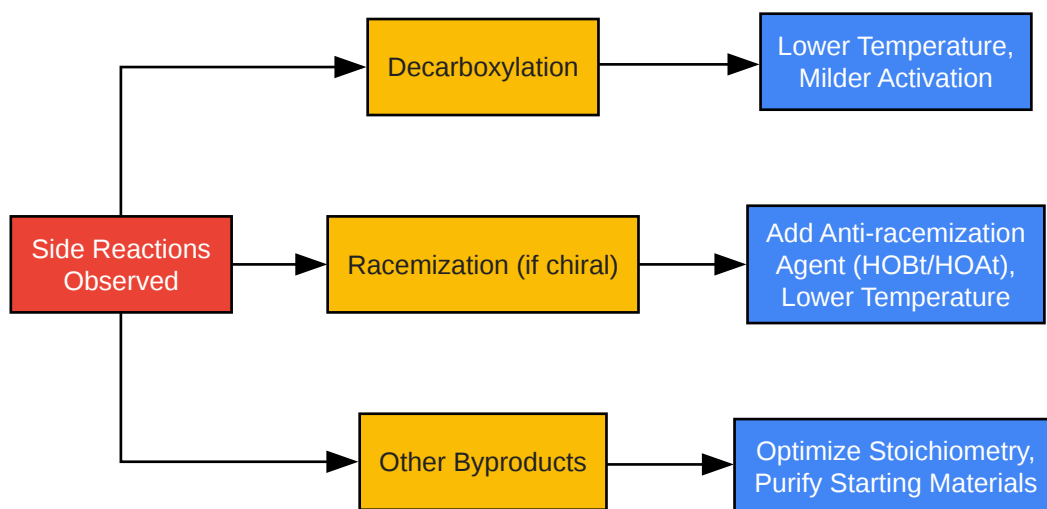 Side Reactions
Observed
Decarboxylation
Lower Temperature,
Milder Activation
Racemization (if chiral)
Add Anti-racemization
Agent (HOBt/HOAt),
Lower Temperature
Other Byproducts
Optimize Stoichiometry,
Purify Starting Materials